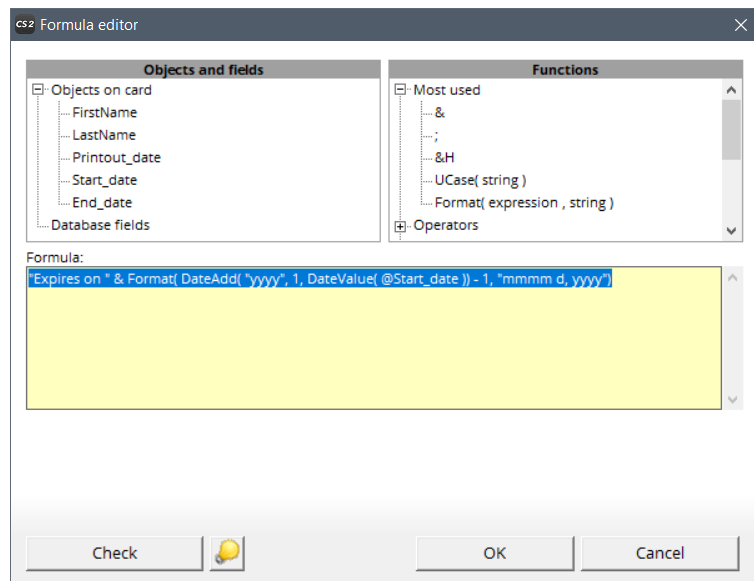 CS2 Formula editor
Objects and fields
Objects on card
FirstName
LastName
Printout_date
Start_date
End_date
Database fields
Functions
Most used
&
;
&H
UCase( string )
Format( expression , string )
Operators
Formula:
"Expires on " & Format( DateAdd( "yyyy", 1, DateValue( @Start_date )) - 1, "mmmm d, yyyy")
Check
OK
Cancel